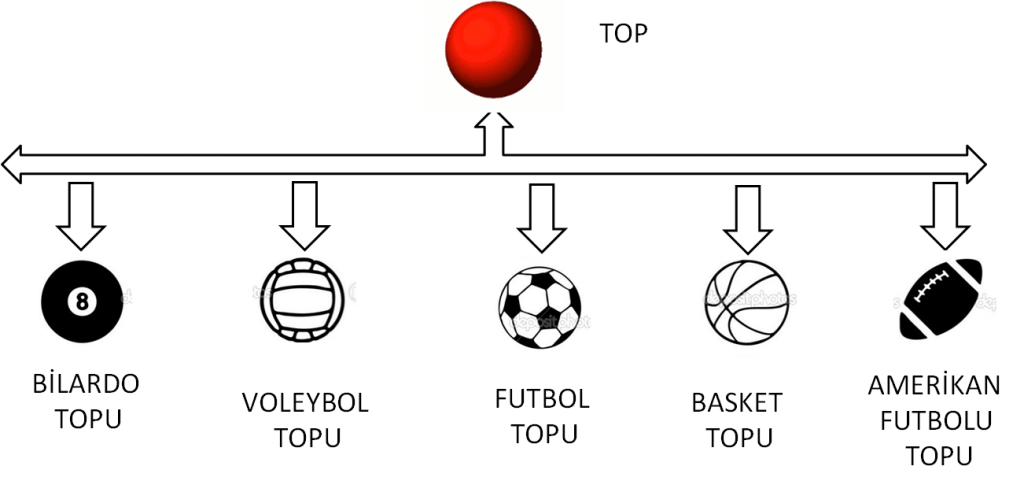 TOP
8
BİLARDO
TOPU
VOLEYBOL
TOPU
FUTBOL
TOPU
BASKET
TOPU
AMERİKAN
FUTBOLU
TOPU